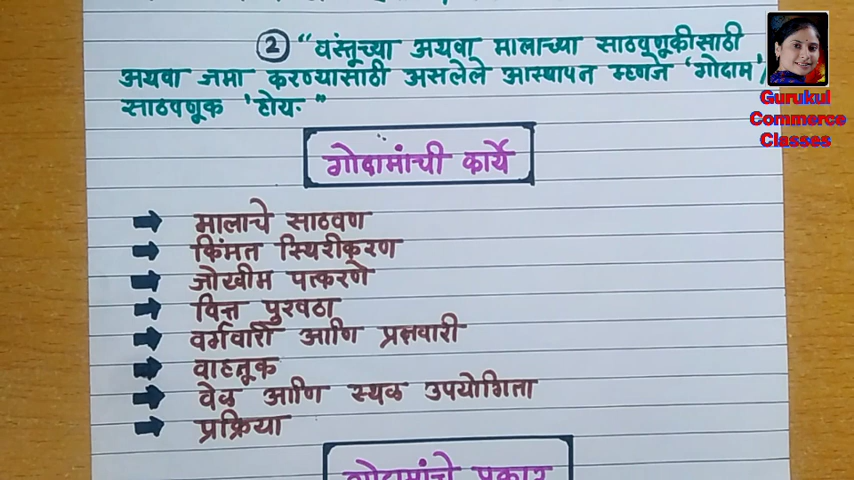 ② “वस्तूच्या अथवा मालाच्या साठवणूकीसाठी
अथवा जमा करण्यासाठी असलेले आस्थापन म्हणजे ‘गोदाम’/
साठवणूक ‘होय.”
गोदामांची कार्ये
→ मालाचे साठवण
→ किंमत स्थिरीकरण
→ जोखीम पत्करणे
→ वित्त पुरवठा
→ वर्गवारी आणि प्रतवारी
→ वाहतूक
→ वेळ आणि स्थळ उपयोगिता
→ प्रक्रिया
गोदामांचे प्रकार
Gurukul
Commerce
Classes